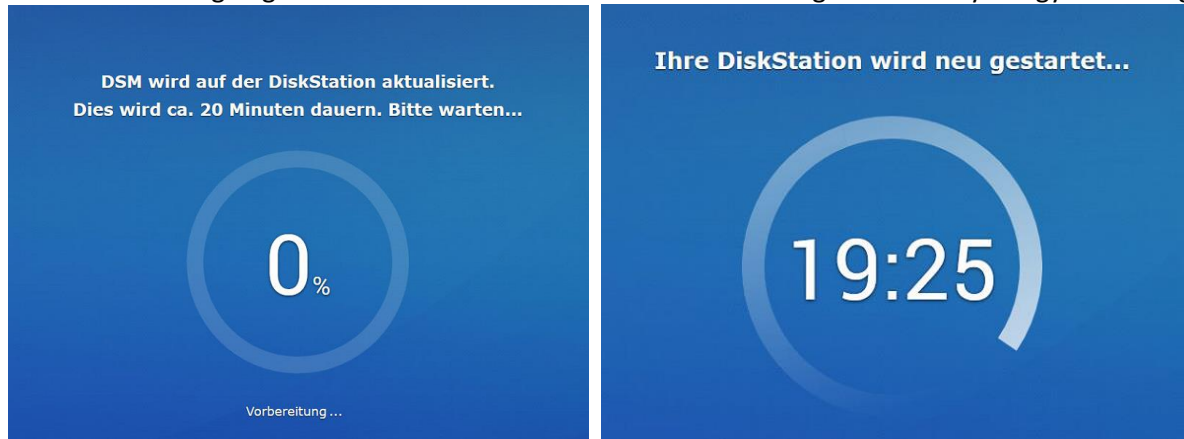 DSM wird auf der DiskStation aktualisiert.
Dies wird ca. 20 Minuten dauern. Bitte warten...
0%
Vorbereitung ...
Ihre DiskStation wird neu gestartet...
19:25